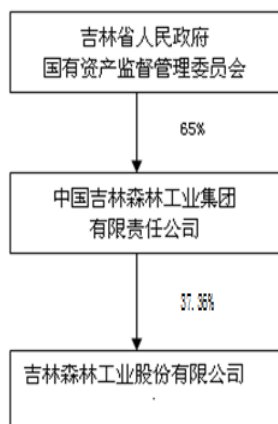 吉林省人民政府
国有资产监督管理委员会
65%
中国吉林森林工业集团
有限责任公司
37.36%
吉林森林工业股份有限公司